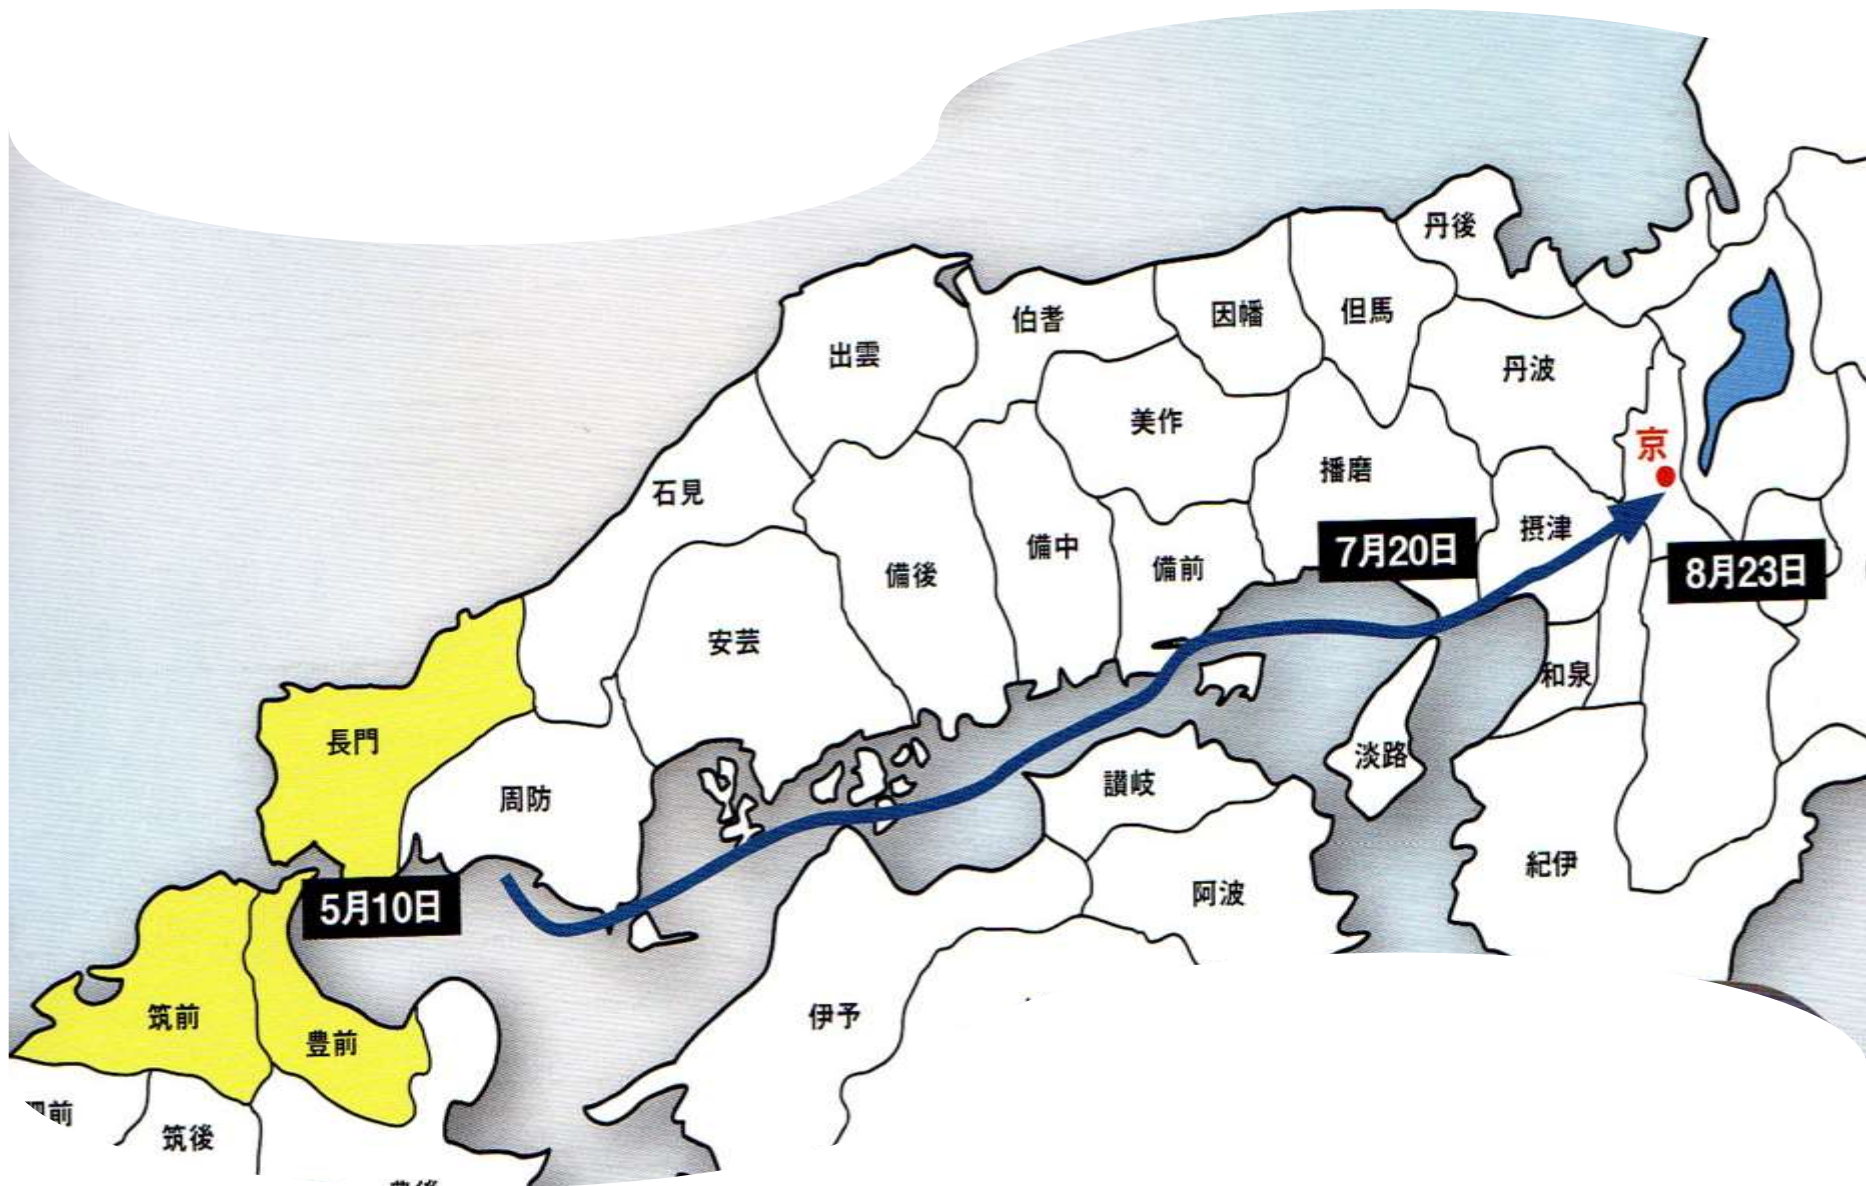 丹後
伯耆
因幡
但馬
出雲
丹波
美作
京
播磨
石見
摂津
備中
7月20日
備後
備前
8月23日
安芸
和泉
長門
淡路
讃岐
周防
紀伊
阿波
5月10日
筑前
伊予
豊前
筑後